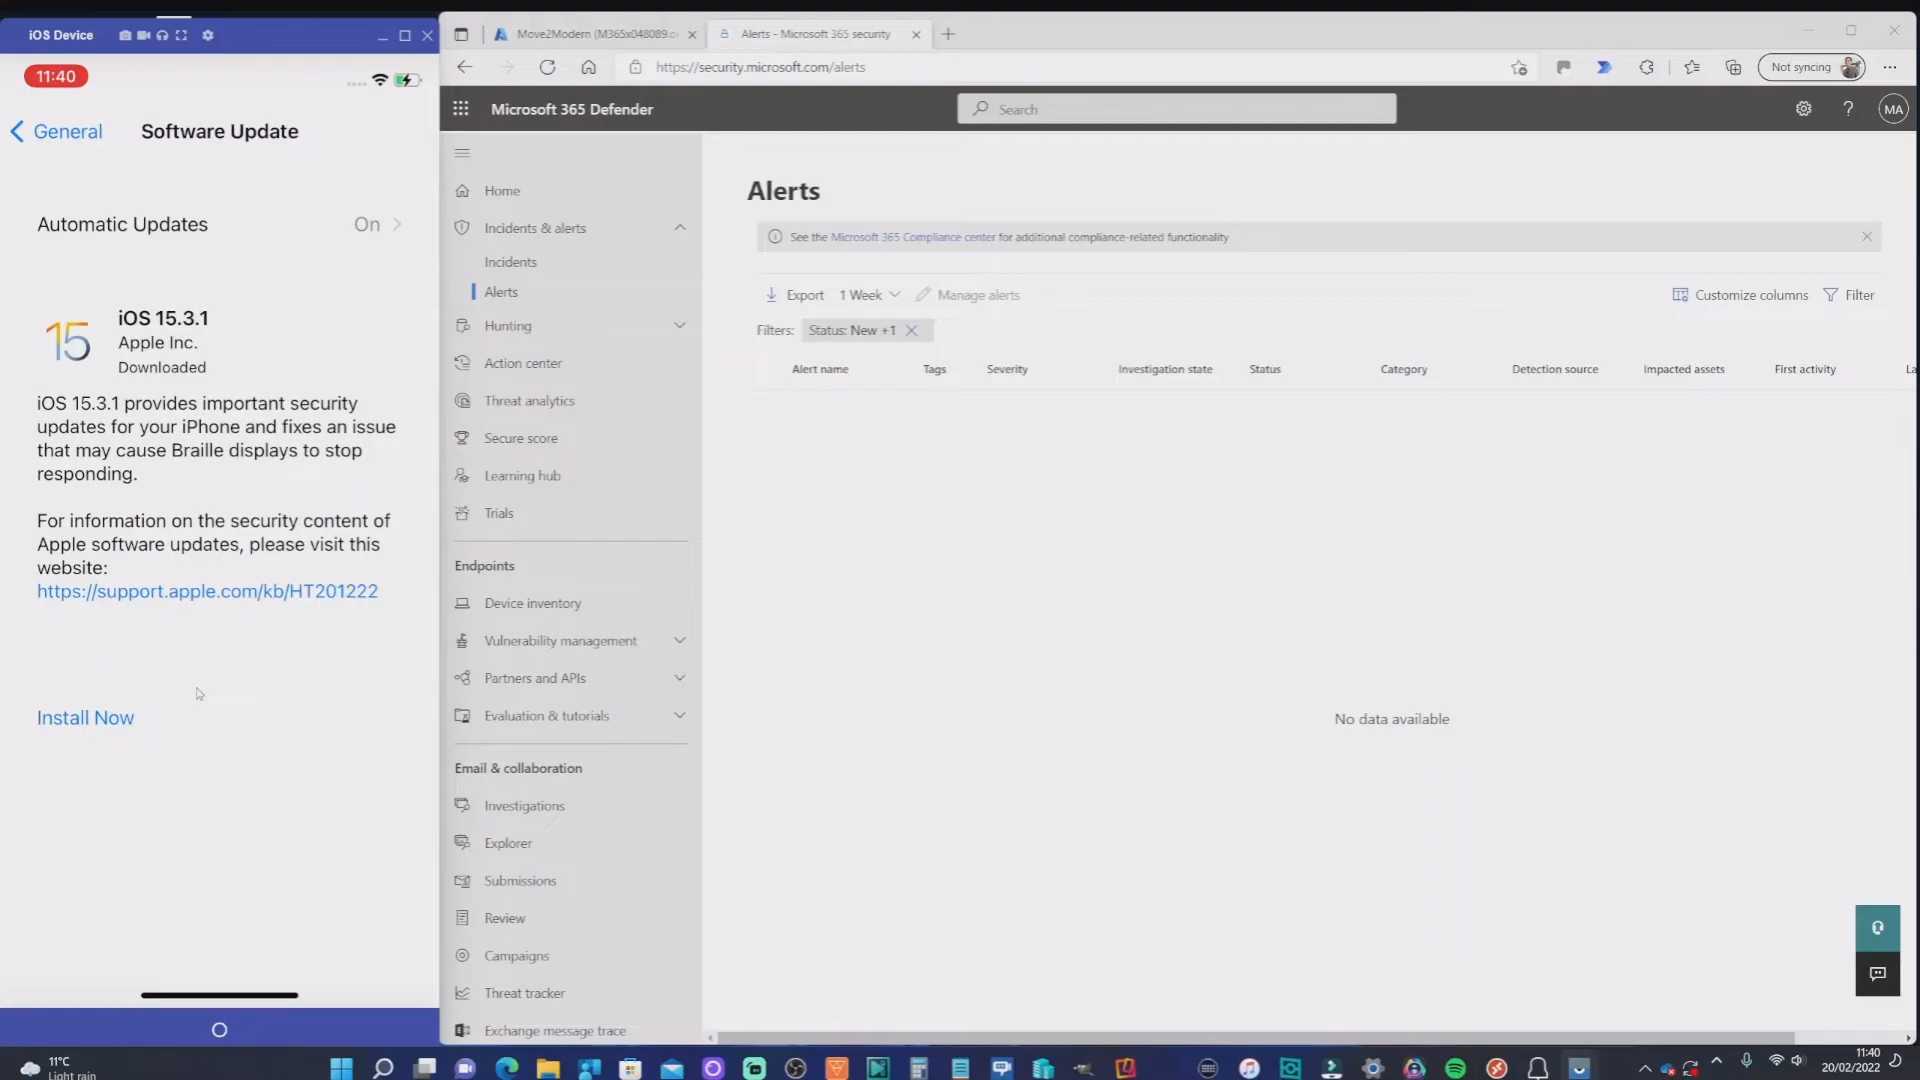 iOS Device
11:40
General
Software Update
Automatic Updates
On
15
iOS 15.3.1
Apple Inc.
Downloaded
iOS 15.3.1 provides important security
updates for your iPhone and fixes an issue
that may cause Braille displays to stop
responding.
For information on the security content of
Apple software updates, please visit this
website:
https://support.apple.com/kb/HT201222
Install Now
Move2Modern (M365x048089.o
Alerts - Microsoft 365 security
https://security.microsoft.com/alerts
Not syncing
Microsoft 365 Defender
Search
MA
Home
Incidents & alerts
Incidents
Alerts
Hunting
Action center
Threat analytics
Secure score
Learning hub
Trials
Endpoints
Device inventory
Vulnerability management
Partners and APIs
Evaluation & tutorials
Email & collaboration
Investigations
Explorer
Submissions
Review
Campaigns
Threat tracker
Exchange message trace
Alerts
See the Microsoft 365 Compliance center for additional compliance-related functionality
Export
1 Week
Manage alerts
Customize columns
Filter
Filters:
Status: New +1
Alert name
Tags
Severity
Investigation state
Status
Category
Detection source
Impacted assets
First activity
La
No data available
11°C
Light rain
11:40
20/02/2022